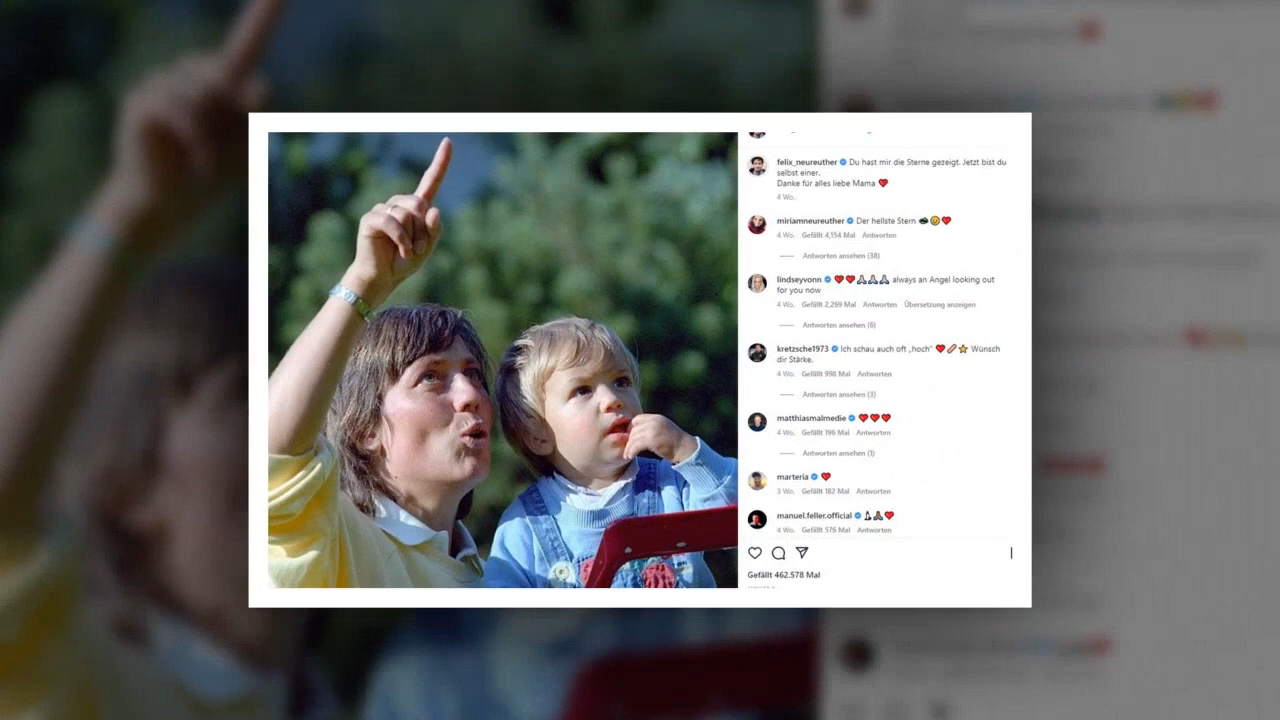 felix_neureuther Du hast mir die Sterne gezeigt. Jetzt bist du
selbst einer.
Danke für alles liebe Mama ❤️
4 Wo.
miriamneureuther Der hellste Stern
4 Wo. Gefällt 4,154 Mal Antworten
Antworten ansehen (38)
lindseyvonn ❤️❤️🙏🙏🙏 always an Angel looking out
for you now
4 Wo. Gefällt 2,269 Mal Antworten Übersetzung anzeigen
Antworten ansehen (6)
kretzsche1973 Ich schau auch oft „hoch“ ❤️ ⭐ Wünsch
dir Stärke.
4 Wo. Gefällt 998 Mal Antworten
Antworten ansehen (3)
matthiasmalmedie ❤️❤️❤️
4 Wo. Gefällt 196 Mal Antworten
Antworten ansehen (1)
marteria ❤️
3 Wo. Gefällt 182 Mal Antworten
manuel.feller.official 🙏❤️
4 Wo. Gefällt 576 Mal Antworten
Gefällt 462.578 Mal